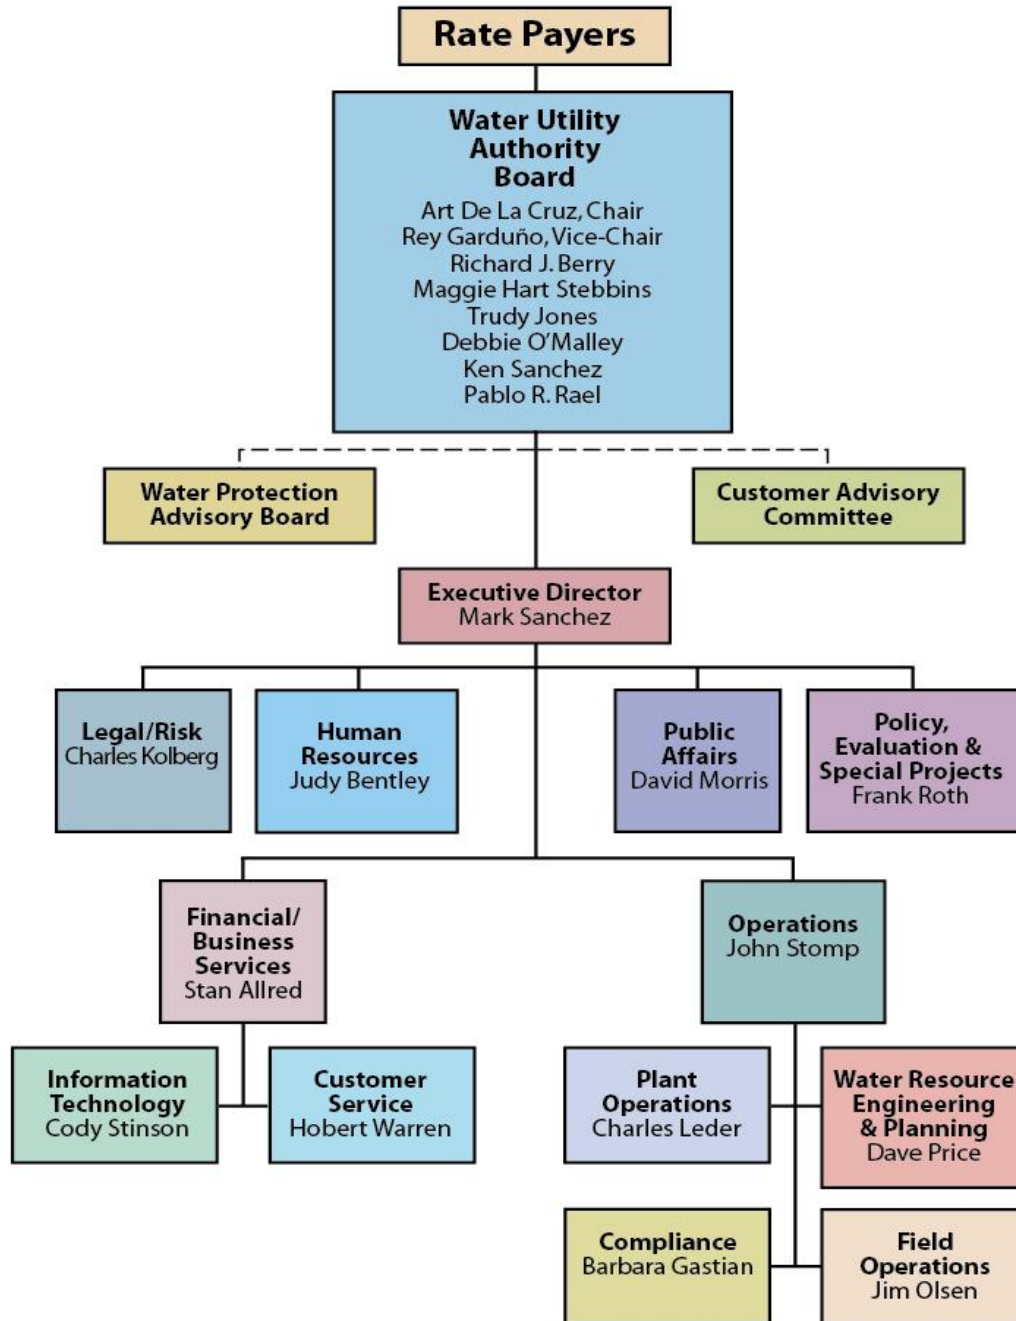 Rate Payers
Water Utility
Authority
Board
Art De La Cruz, Chair
Rey Garduño, Vice-Chair
Richard J. Berry
Maggie Hart Stebbins
Trudy Jones
Debbie O’Malley
Ken Sanchez
Pablo R. Rael
Water Protection
Advisory Board
Customer Advisory
Committee
Executive Director
Mark Sanchez
Legal/Risk
Charles Kolberg
Human
Resources
Judy Bentley
Public
Affairs
David Morris
Policy,
Evaluation &
Special Projects
Frank Roth
Financial/
Business
Services
Stan Allred
Operations
John Stomp
Information
Technology
Cody Stinson
Customer
Service
Hobert Warren
Plant
Operations
Charles Leder
Water Resource
Engineering
& Planning
Dave Price
Compliance
Barbara Gastian
Field
Operations
Jim Olsen